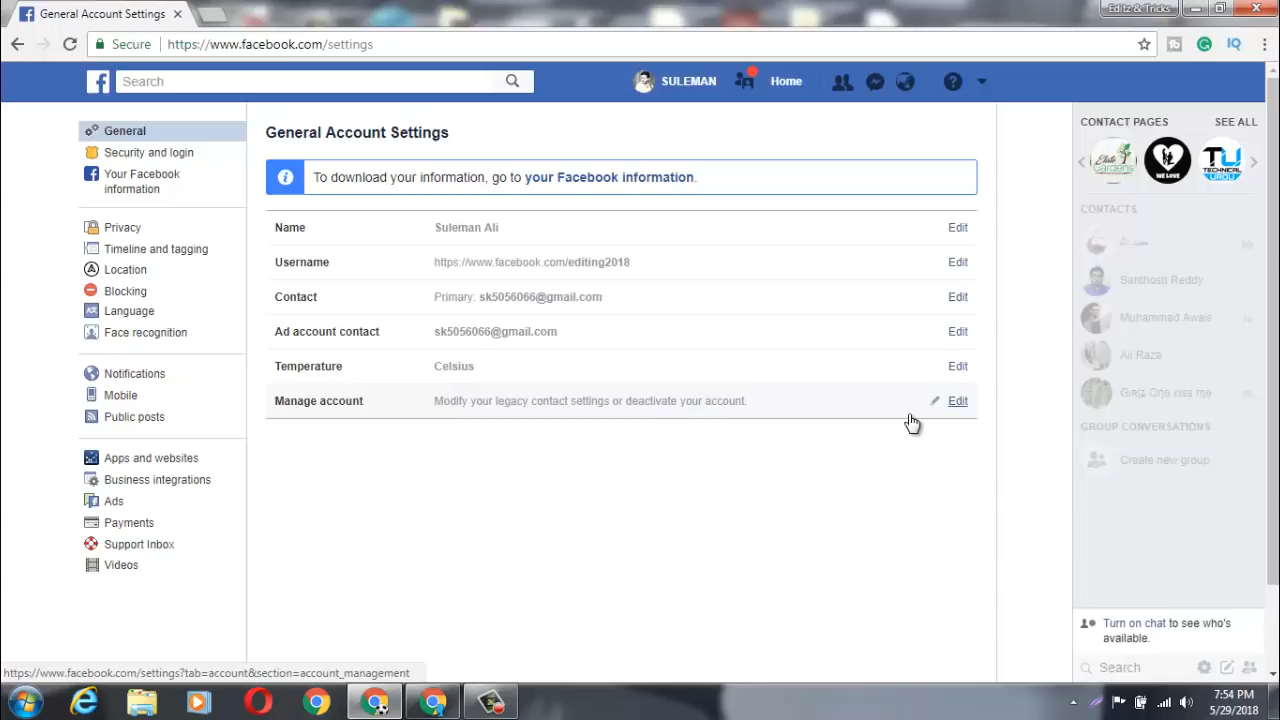 General Account Settings
Editz & Tricks
Secure
https://www.facebook.com/settings
Search
SULEMAN
Home
General
Security and login
Your Facebook
information
Privacy
Timeline and tagging
Location
Blocking
Language
Face recognition
Notifications
Mobile
Public posts
Apps and websites
Business integrations
Ads
Payments
Support Inbox
Videos
General Account Settings
To download your information, go to your Facebook information.
Name Suleman Ali Edit
Username https://www.facebook.com/editing2018 Edit
Contact Primary: sk5056066@gmail.com Edit
Ad account contact sk5056066@gmail.com Edit
Temperature Celsius Edit
Manage account Modify your legacy contact settings or deactivate your account. Edit
CONTACT PAGES SEE ALL
WE LOVE
TU
TECHNICAL
URDU
CONTACTS
Santhosh Reddy
Muhammad Awais
Ali Raza
GROUP CONVERSATIONS
Create new group
Turn on chat to see who's
available.
Search
https://www.facebook.com/settings?tab=account&section=account_management
7:54 PM
5/29/2018